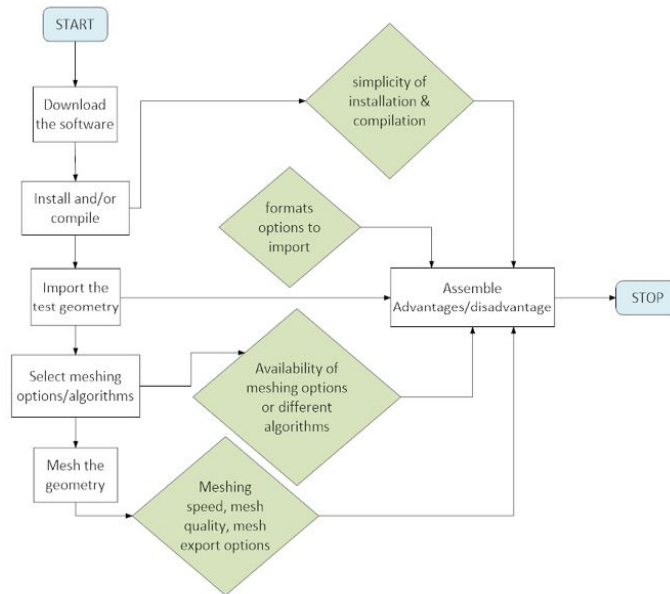 START
Download
the software
Install and/or
compile
Import the
test geometry
Select meshing
options/algorithms
Mesh the
geometry
simplicity of
installation &
compilation
formats
options to
import
Availability of
meshing options
or different
algorithms
Meshing
speed, mesh
quality, mesh
export options
Assemble
Advantages/disadvantage
STOP